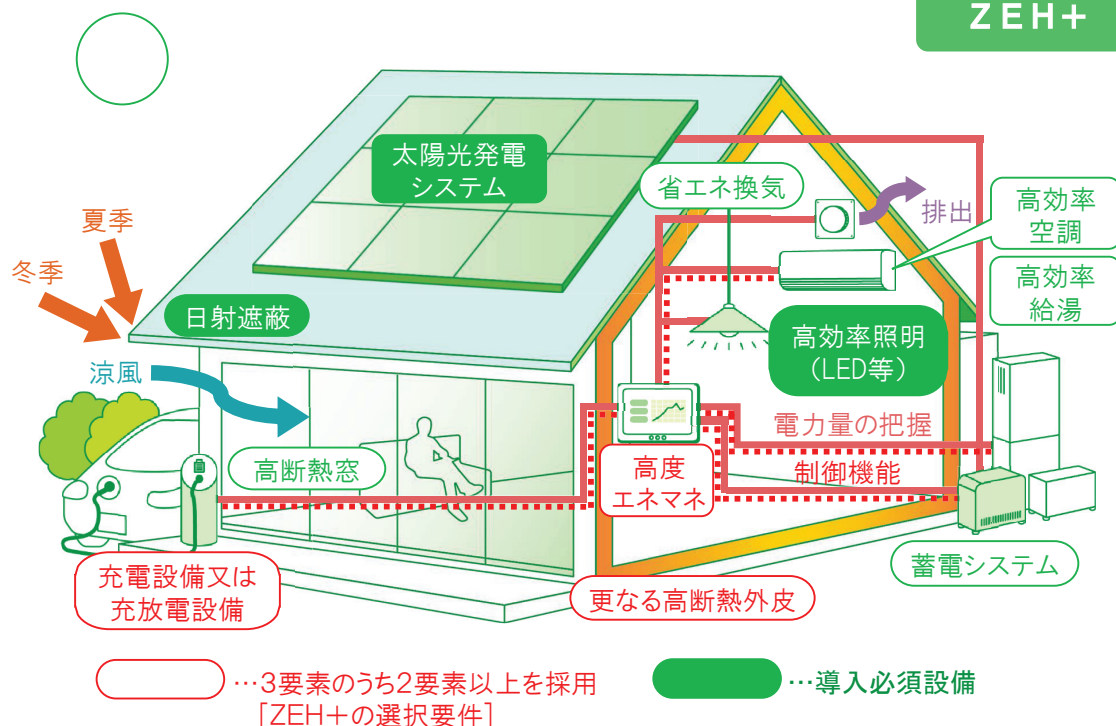 ZEH+
太陽光発電
システム
省エネ換気
排出
高効率
空調
夏季
冬季
高効率
給湯
日射遮蔽
高効率照明
（LED等）
涼風
電力量の把握
高断熱窓
高度
エネマネ
制御機能
蓄電システム
充電設備又は
充放電設備
更なる高断熱外皮
…3要素のうち2要素以上を採用
［ZEH＋の選択要件］
…導入必須設備